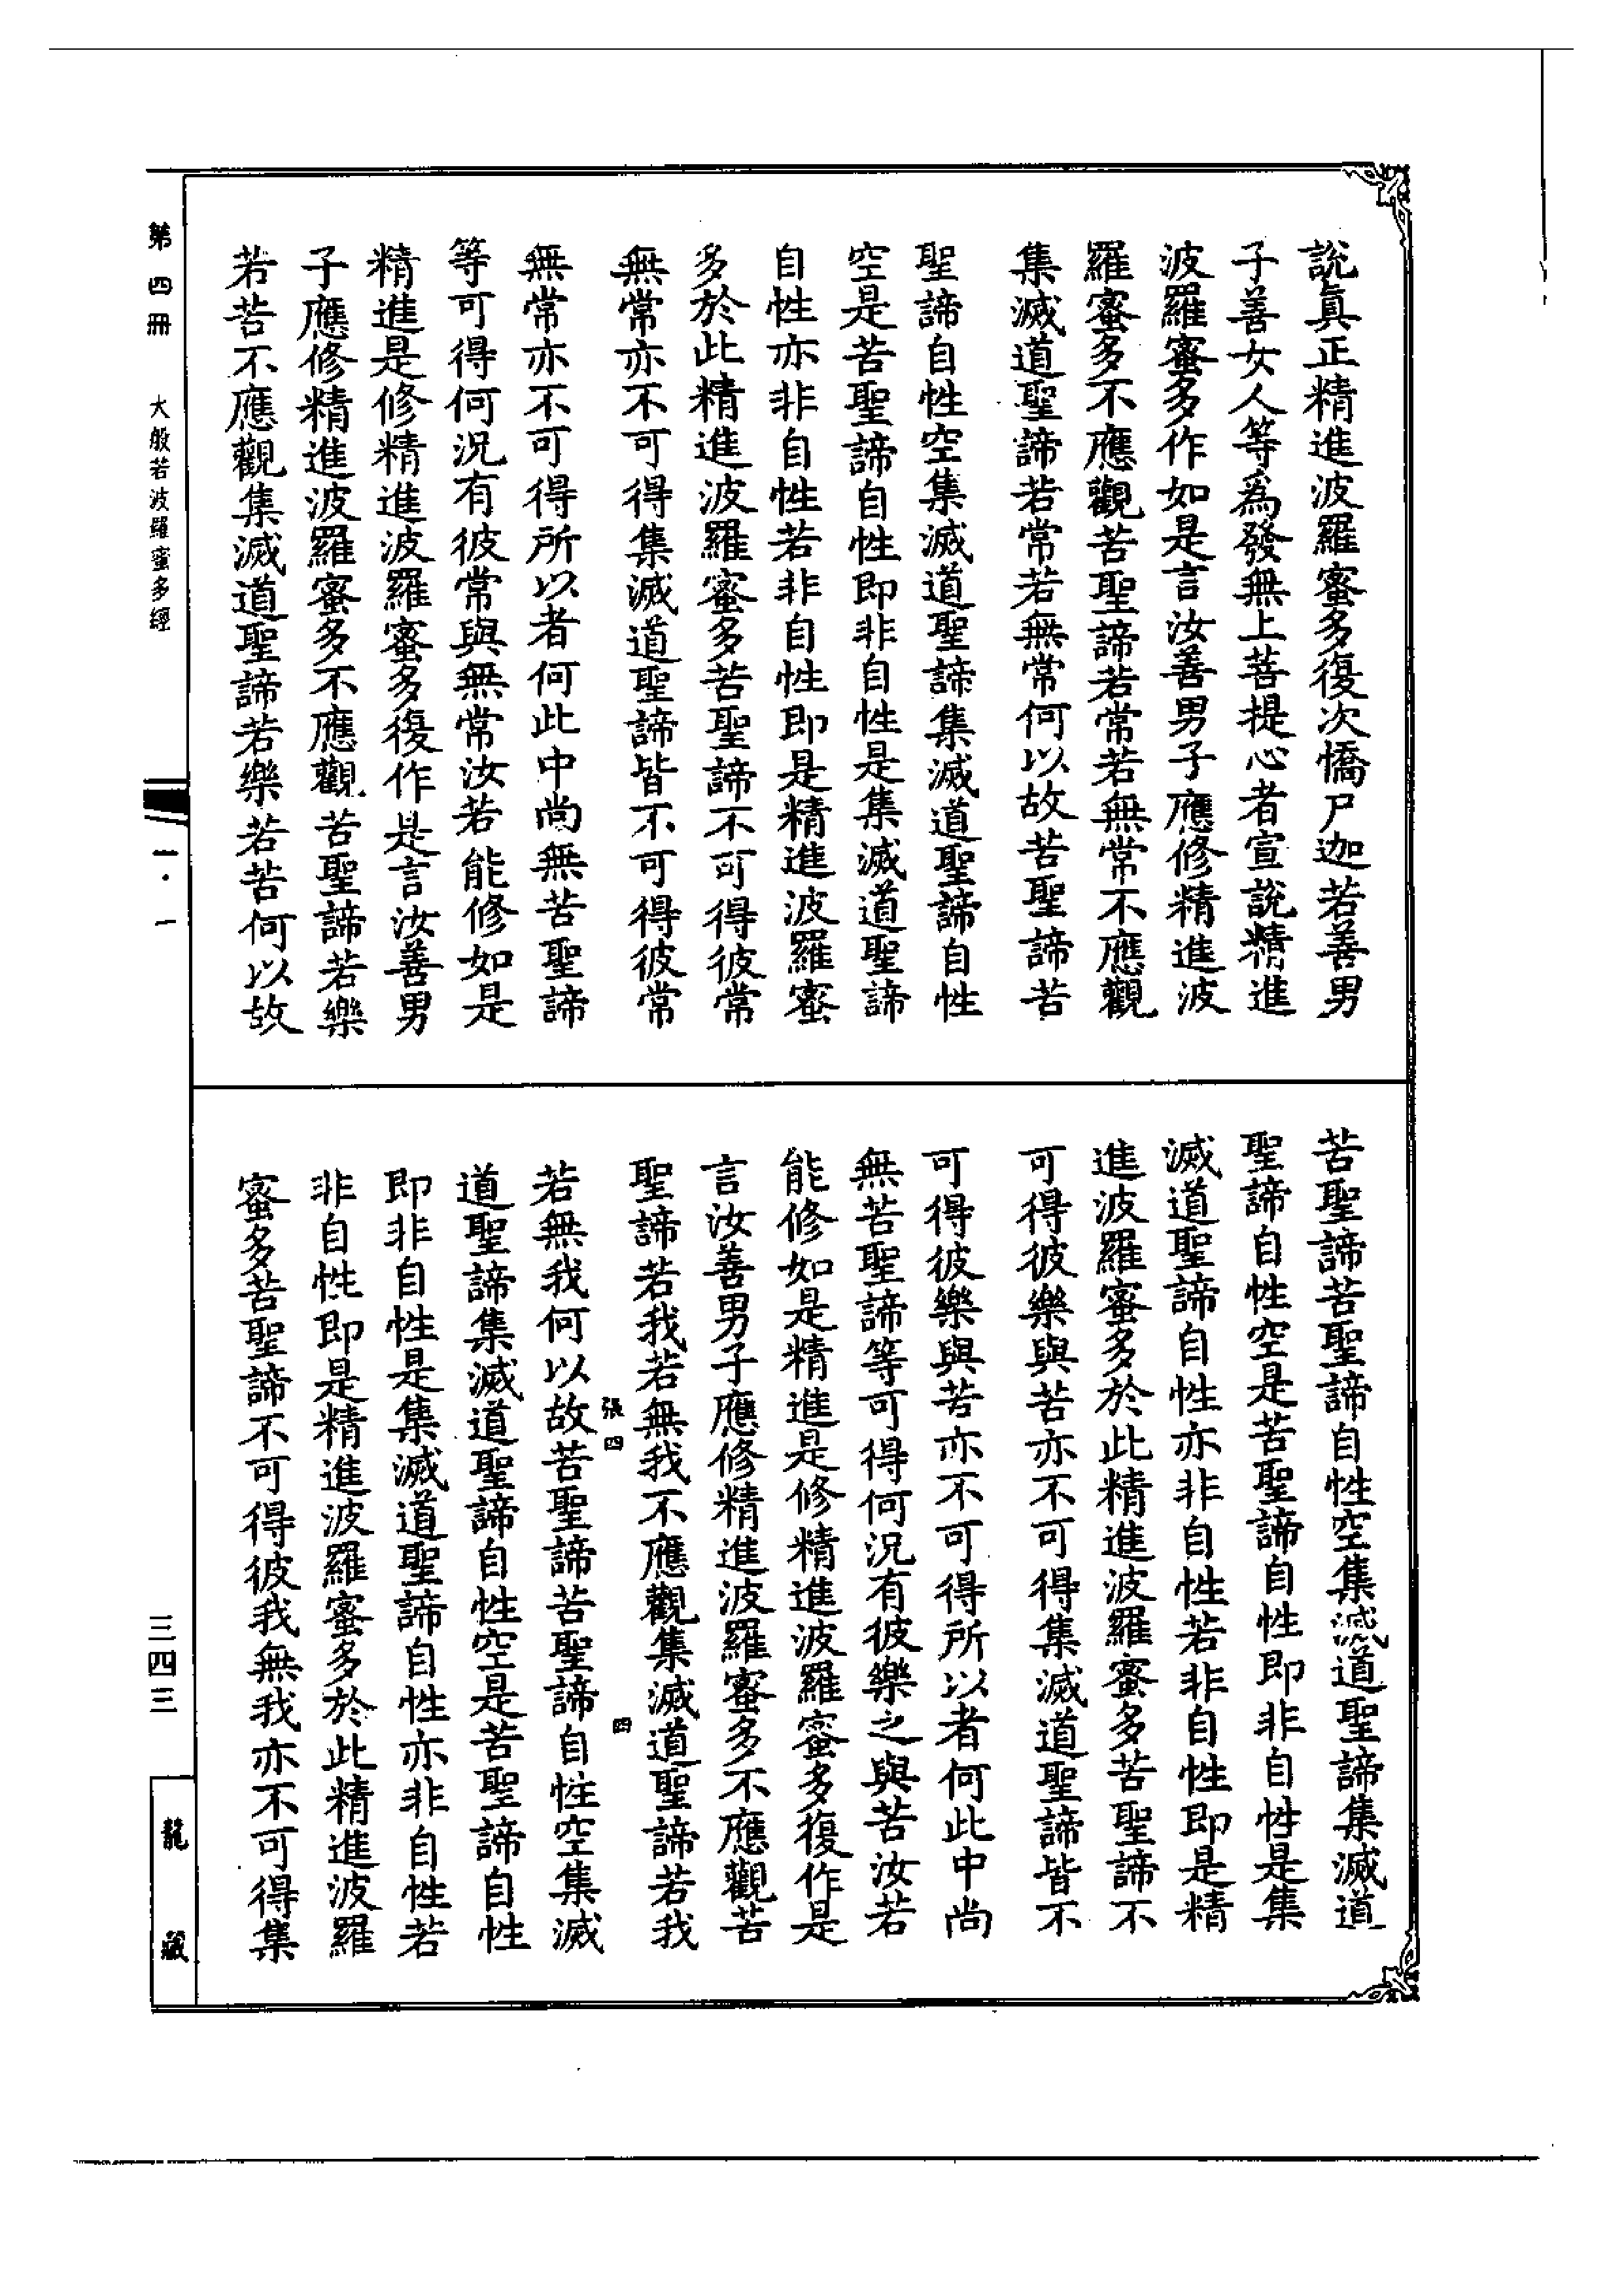 說眞正精進波羅蜜多復次憍尸迦若善男
子善女人等爲發無上菩提心者宣說精進
波羅蜜多作如是言汝善男子應修精進波
羅蜜多不應觀苦聖諦若常若無常不應觀
集滅道聖諦若常若無常何以故苦聖諦苦
聖諦自性空集滅道聖諦集滅道聖諦自性
空是苦聖諦自性即非自性是集滅道聖諦
自性亦非自性若非自性即是精進波羅蜜
多於此精進波羅蜜多苦聖諦不可得彼常
無常亦不可得集滅道聖諦皆不可得彼常
無常亦不可得所以者何此中尚無苦聖諦
等可得何況有彼常與無常汝若能修如是
精進是修精進波羅蜜多復作是言汝善男
子應修精進波羅蜜多不應觀苦聖諦若樂
若苦不應觀集滅道聖諦若樂若苦何以故
苦聖諦苦聖諦自性空集滅道聖諦集滅道
聖諦自性空是苦聖諦自性即非自性是集
滅道聖諦自性亦非自性若非自性即是精
進波羅蜜多於此精進波羅蜜多苦聖諦不
可得彼樂與苦亦不可得集滅道聖諦皆不
可得彼樂與苦亦不可得所以者何此中尚
無苦聖諦等可得何況有彼樂之與苦汝若
能修如是精進是修精進波羅蜜多復作是
言汝善男子應修精進波羅蜜多不應觀苦
聖諦若我若無我不應觀集滅道聖諦若我
張四 四
若無我何以故苦聖諦苦聖諦自性空集滅
道聖諦集滅道聖諦自性空是苦聖諦自性
即非自性是集滅道聖諦自性亦非自性若
非自性即是精進波羅蜜多於此精進波羅
蜜多苦聖諦不可得彼我無我亦不可得集
第四冊 大般若波羅蜜多經 一·一 三四三 龍藏